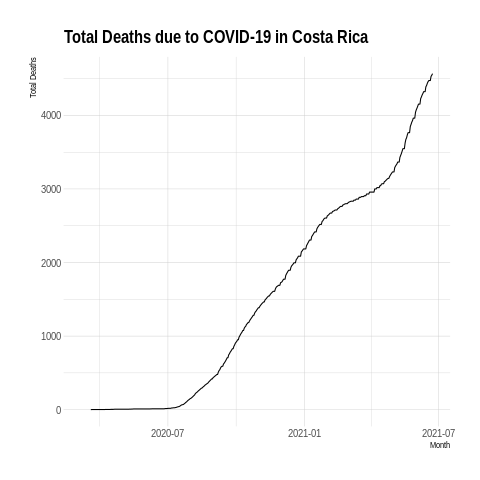 Total Deaths due to COVID-19 in Costa Rica
Total Deaths
4000
3000
2000
1000
0
2020-07
2021-01
2021-07
Month